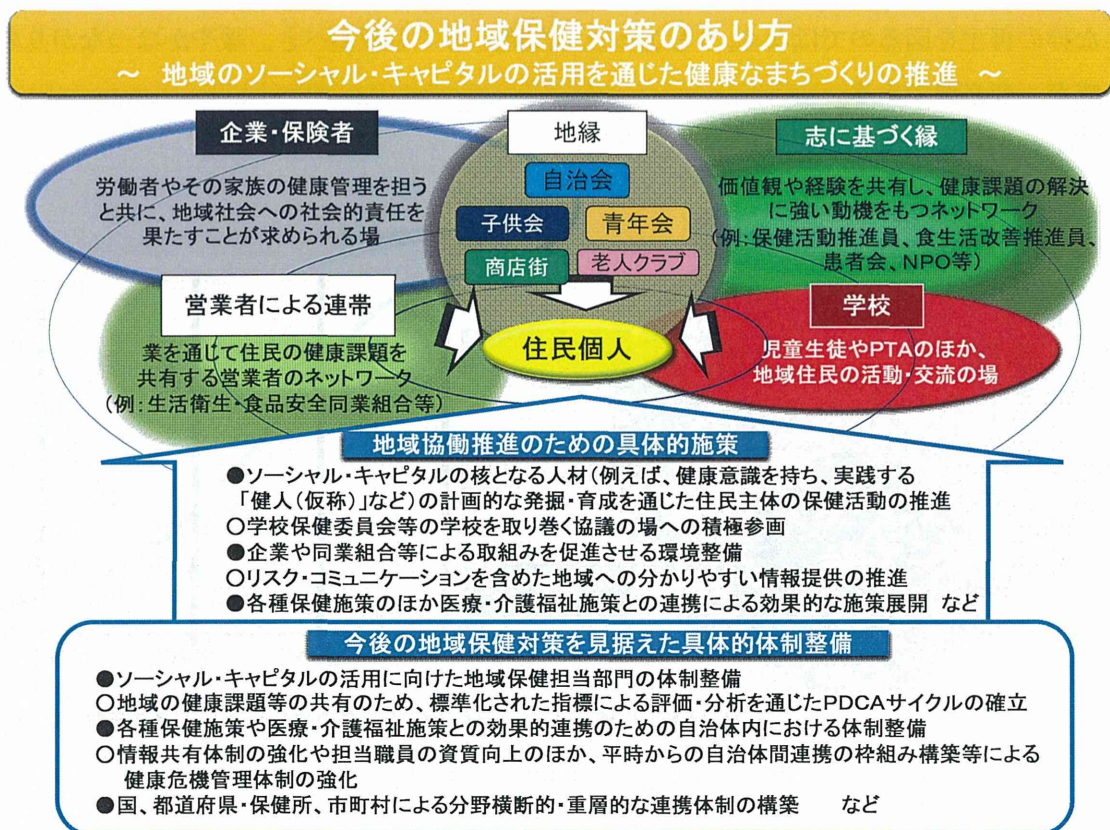 今後の地域保健対策のあり方
～ 地域のソーシャル・キャピタルの活用を通じた健康なまちづくりの推進 ～
企業・保険者
労働者やその家族の健康管理を担う
と共に、地域社会への社会的責任を
果たすことが求められる場
地縁
自治会
子供会
青年会
商店街
老人クラブ
志に基づく縁
価値観や経験を共有し、健康課題の解決
に強い動機をもつネットワーク
(例:保健活動推進員、食生活改善推進員、
患者会、NPO等)
営業者による連帯
業を通じて住民の健康課題を
共有する営業者のネットワーク
(例:生活衛生・食品安全同業組合等)
住民個人
学校
児童生徒やPTAのほか、
地域住民の活動・交流の場
地域協働推進のための具体的施策
●ソーシャル・キャピタルの核となる人材(例えば、健康意識を持ち、実践する
「健人(仮称)」など)の計画的な発掘・育成を通じた住民主体の保健活動の推進
○学校保健委員会等の学校を取り巻く協議の場への積極参画
●企業や同業組合等による取組みを促進させる環境整備
○リスク・コミュニケーションを含めた地域への分かりやすい情報提供の推進
●各種保健施策のほか医療・介護福祉施策との連携による効果的な施策展開 など
今後の地域保健対策を見据えた具体的体制整備
●ソーシャル・キャピタルの活用に向けた地域保健担当部門の体制整備
○地域の健康課題等の共有のため、標準化された指標による評価・分析を通じたPDCAサイクルの確立
●各種保健施策や医療・介護福祉施策との効果的連携のための自治体内における体制整備
○情報共有体制の強化や担当職員の資質向上のほか、平時からの自治体間連携の枠組み構築等による
健康危機管理体制の強化
●国、都道府県・保健所、市町村による分野横断的・重層的な連携体制の構築 など